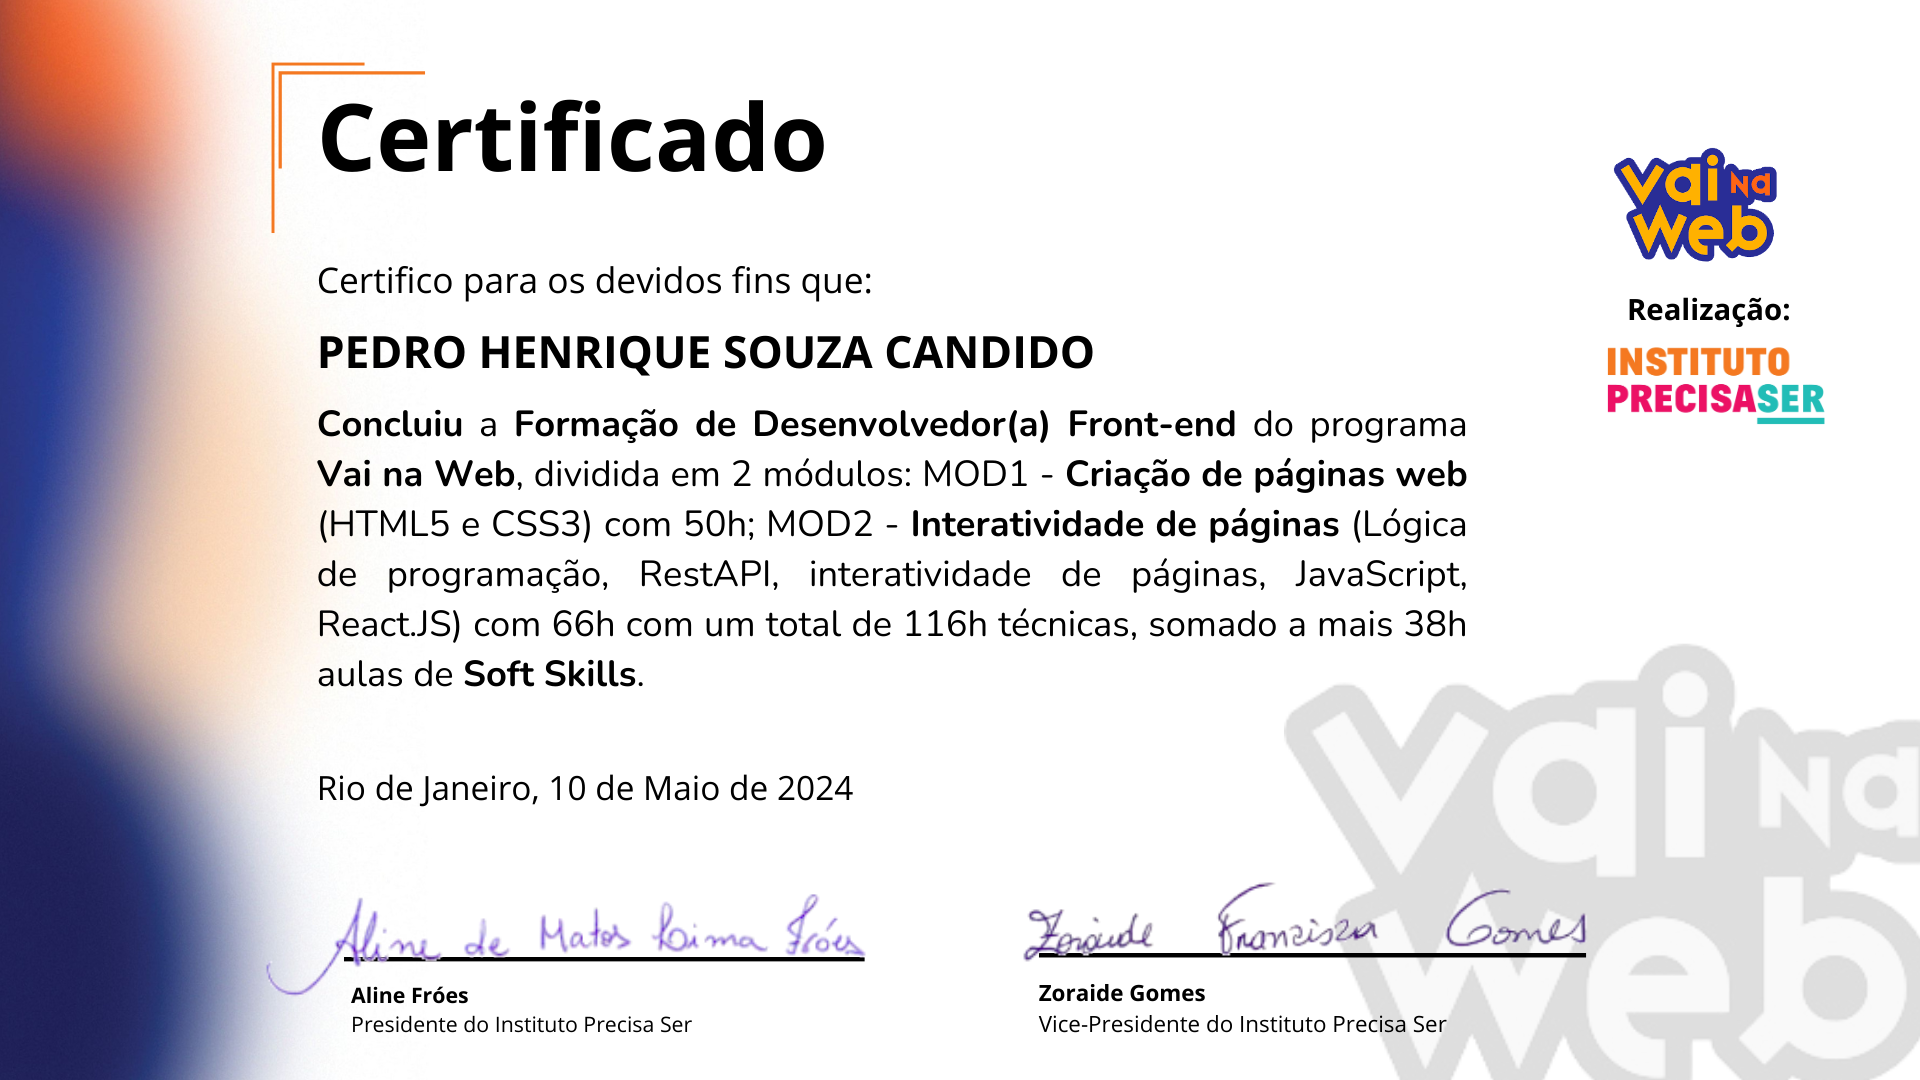 Certificado
Certifico para os devidos fins que:
PEDRO HENRIQUE SOUZA CANDIDO
Concluiu a Formação de Desenvolvedor(a) Front-end do programa
Vai na Web, dividida em 2 módulos: MOD1 - Criação de páginas web
(HTML5 e CSS3) com 50h; MOD2 - Interatividade de páginas (Lógica
de programação, RestAPI, interatividade de páginas, JavaScript,
React.JS) com 66h com um total de 116h técnicas, somado a mais 38h
aulas de Soft Skills.
Rio de Janeiro, 10 de Maio de 2024
Aline de Matos Lima Fróes
Aline Fróes
Presidente do Instituto Precisa Ser
Zoraide Francisca Gomes
Zoraide Gomes
Vice-Presidente do Instituto Precisa Ser
vai na
web
Realização:
INSTITUTO
PRECISASER
vai na
web